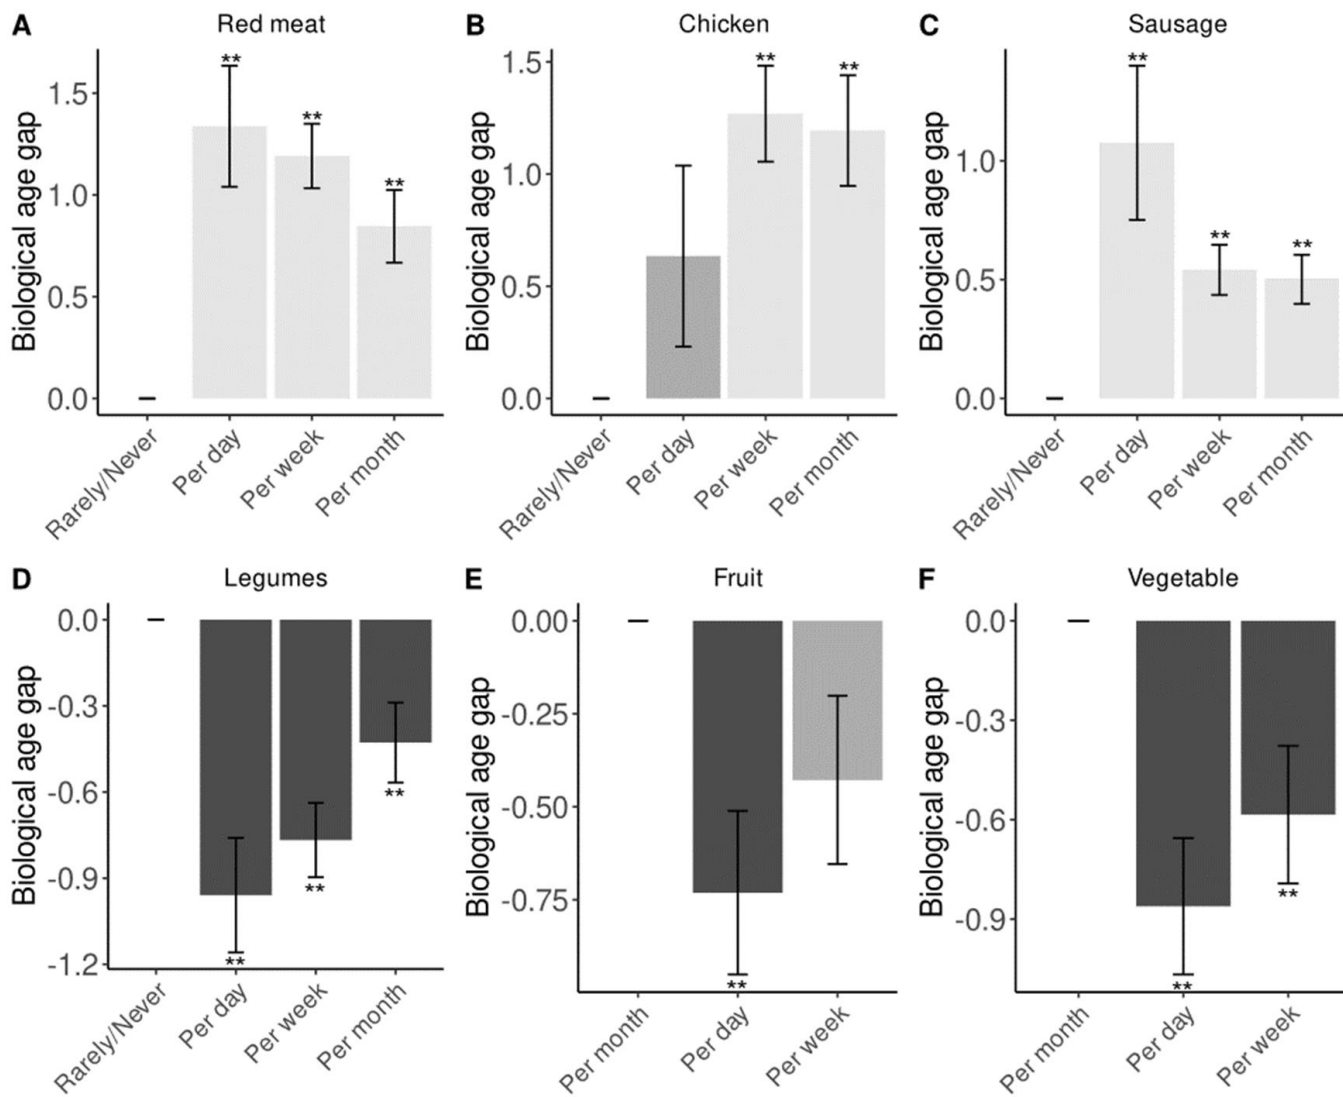 A Red meat
Biological age gap
1.5
1.0
0.5
0.0
** ** **
Rarely/Never Per day Per week Per month
B Chicken
Biological age gap
1.5
1.0
0.5
0.0
** **
Rarely/Never Per day Per week Per month
C Sausage
Biological age gap
1.0
0.5
0.0
** ** **
Rarely/Never Per day Per week Per month
D Legumes
Biological age gap
0.0
-0.3
-0.6
-0.9
-1.2
** ** **
Rarely/Never Per day Per week Per month
E Fruit
Biological age gap
0.00
-0.25
-0.50
-0.75
**
Per month Per day Per week
F Vegetable
Biological age gap
0.0
-0.3
-0.6
-0.9
** **
Per month Per day Per week